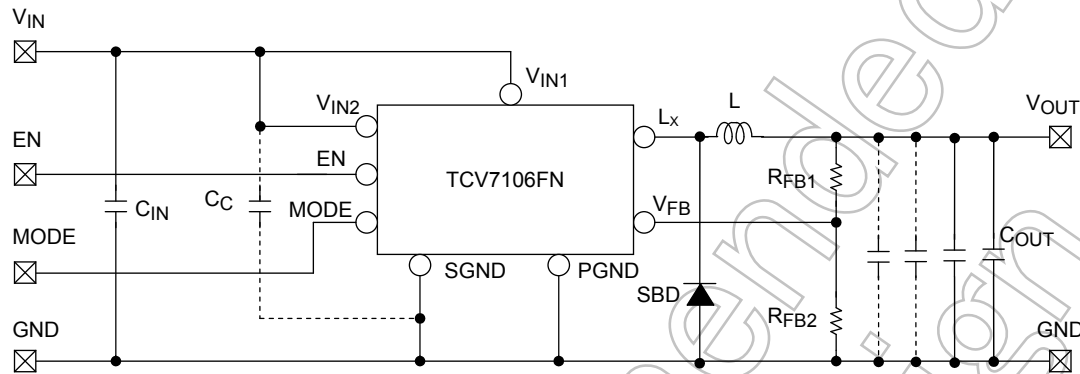 VIN
VIN1
VIN2
LX
L
VOUT
EN
EN
TCV7106FN
RFB1
CIN
CC
MODE
VFB
COUT
MODE
SGND
PGND
SBD
RFB2
GND
GND